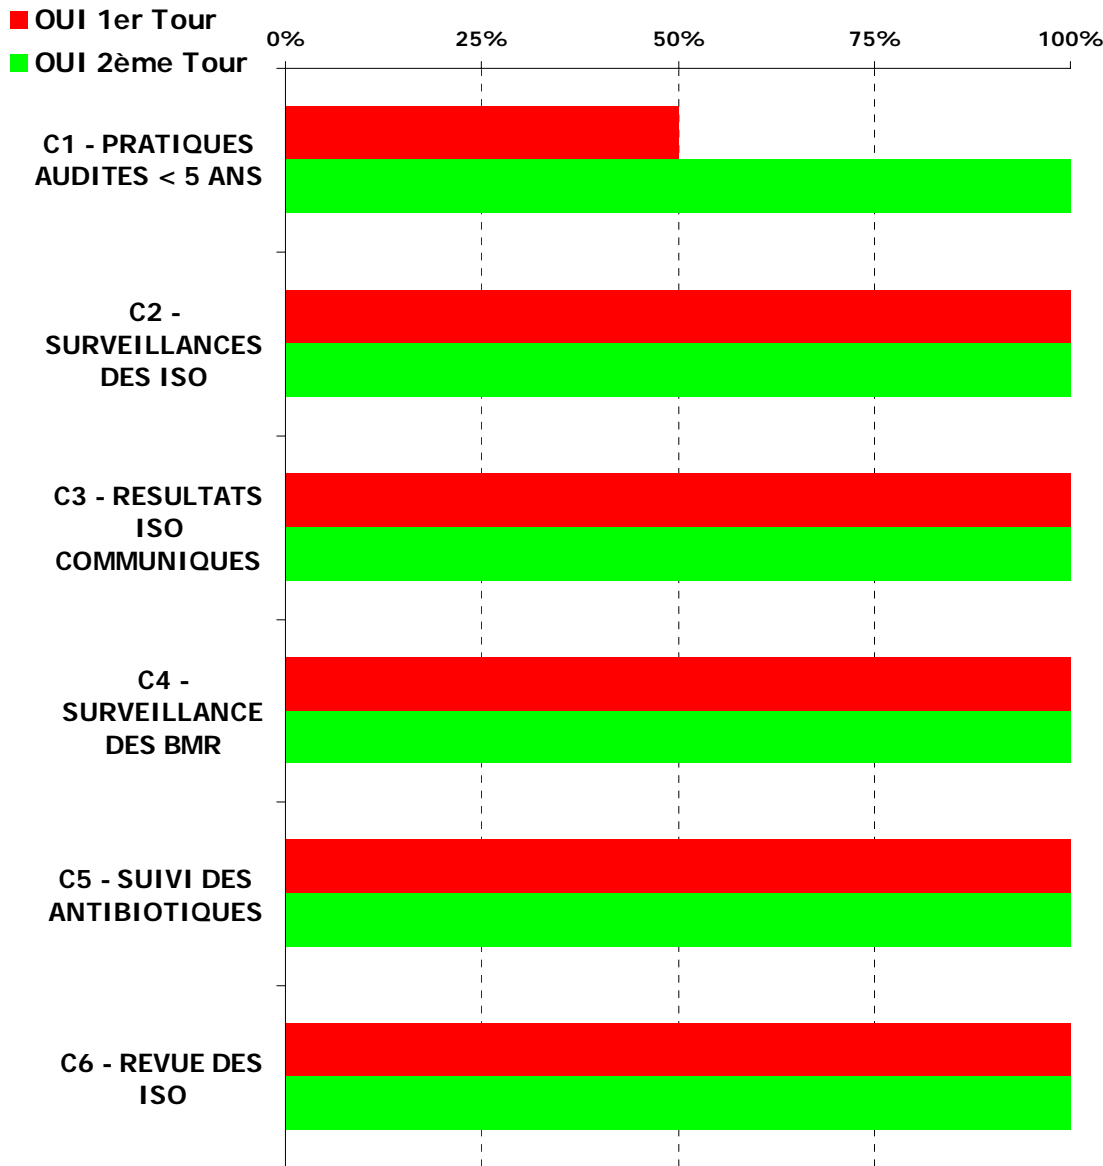 OUI 1er Tour
OUI 2ème Tour
0%
25%
50%
75%
100%
C1 - PRATIQUES
AUDITES < 5 ANS
C2 -
SURVEILLANCES
DES ISO
C3 - RESULTATS
ISO
COMMUNIQUES
C4 -
SURVEILLANCE
DES BMR
C5 - SUIVI DES
ANTIBIOTIQUES
C6 - REVUE DES
ISO